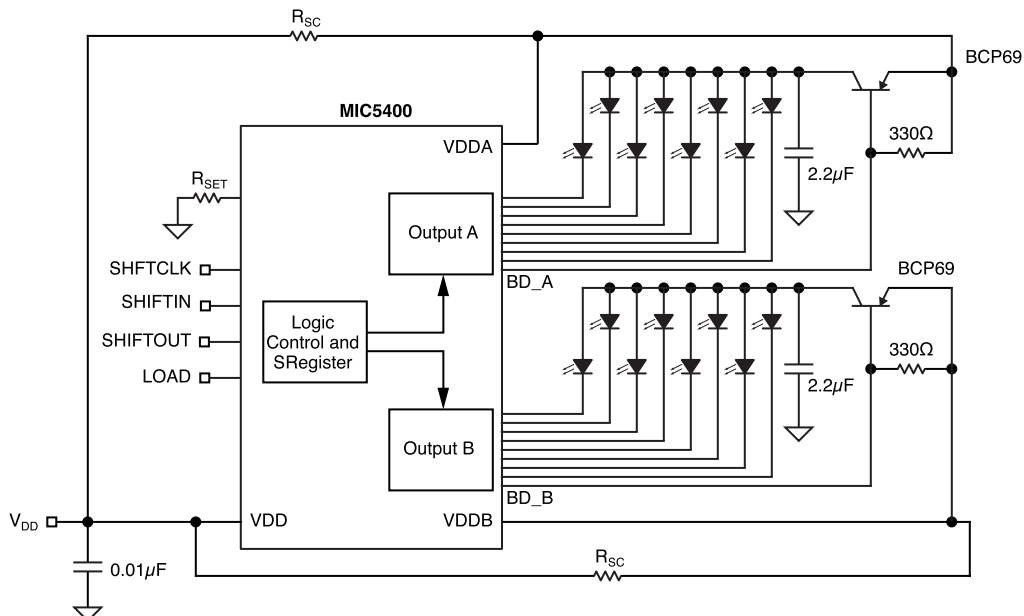 R_SC
BCP69
MIC5400
VDDA
330Ω
2.2µF
R_SET
Output A
SHFTCLK
BD_A
BCP69
SHIFTIN
Logic
Control and
SRegister
SHIFTOUT
330Ω
LOAD
2.2µF
Output B
BD_B
V_DD
VDD
VDDB
0.01µF
R_SC